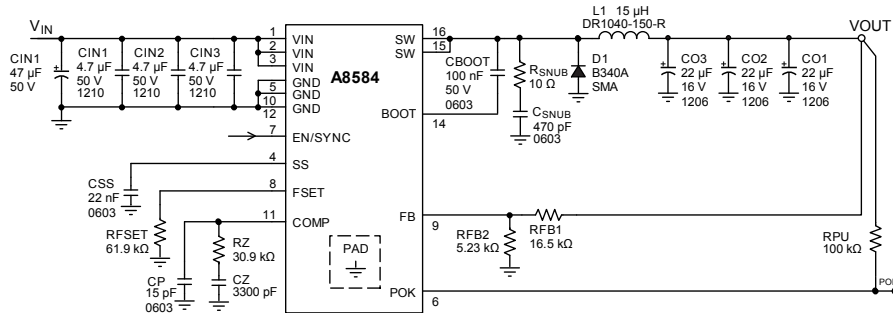 VIN
CIN1
47 µF
50 V
CIN1
4.7 µF
50 V
1210
CIN2
4.7 µF
50 V
1210
CIN3
4.7 µF
50 V
1210
1
2
3
5
10
12
7
4
8
11
VIN
VIN
VIN
GND
GND
GND
EN/SYNC
SS
FSET
COMP
A8584
PAD
SW
SW
BOOT
FB
POK
16
15
14
9
6
CSS
22 nF
0603
RFSET
61.9 kΩ
CP
15 pF
0603
RZ
30.9 kΩ
CZ
3300 pF
CBOOT
100 nF
50 V
0603
RSNUB
10 Ω
CSNUB
470 pF
0603
D1
B340A
SMA
L1 15 µH
DR1040-150-R
CO3
22 µF
16 V
1206
CO2
22 µF
16 V
1206
CO1
22 µF
16 V
1206
VOUT
RFB2
5.23 kΩ
RFB1
16.5 kΩ
RPU
100 kΩ